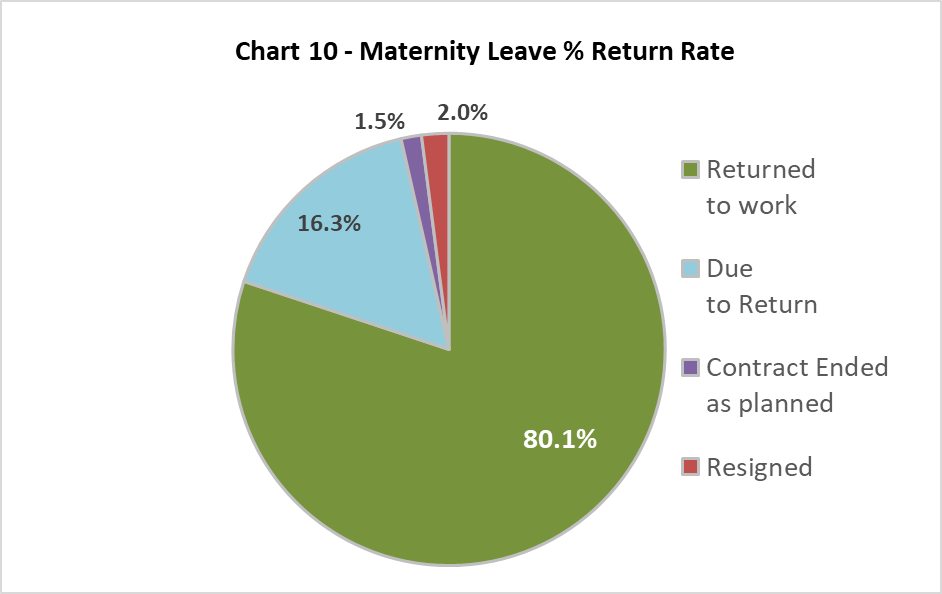 Chart 10 - Maternity Leave % Return Rate
1.5%
2.0%
16.3%
80.1%
Returned
to work
Due
to Return
Contract Ended
as planned
Resigned